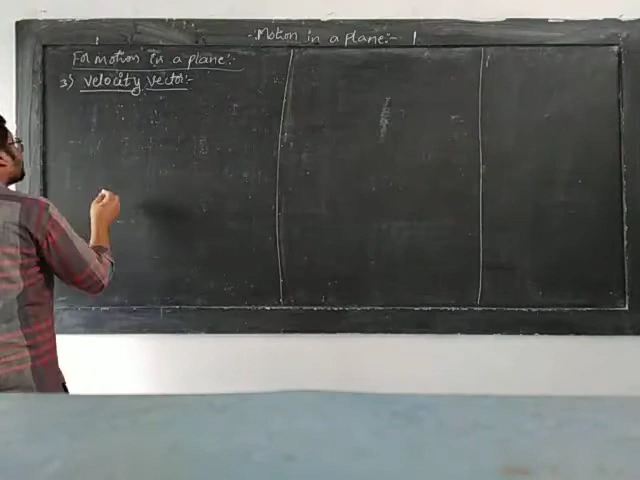 -:Motion in a plane:- 1
For motion in a plane:-
3) velocity vector:-